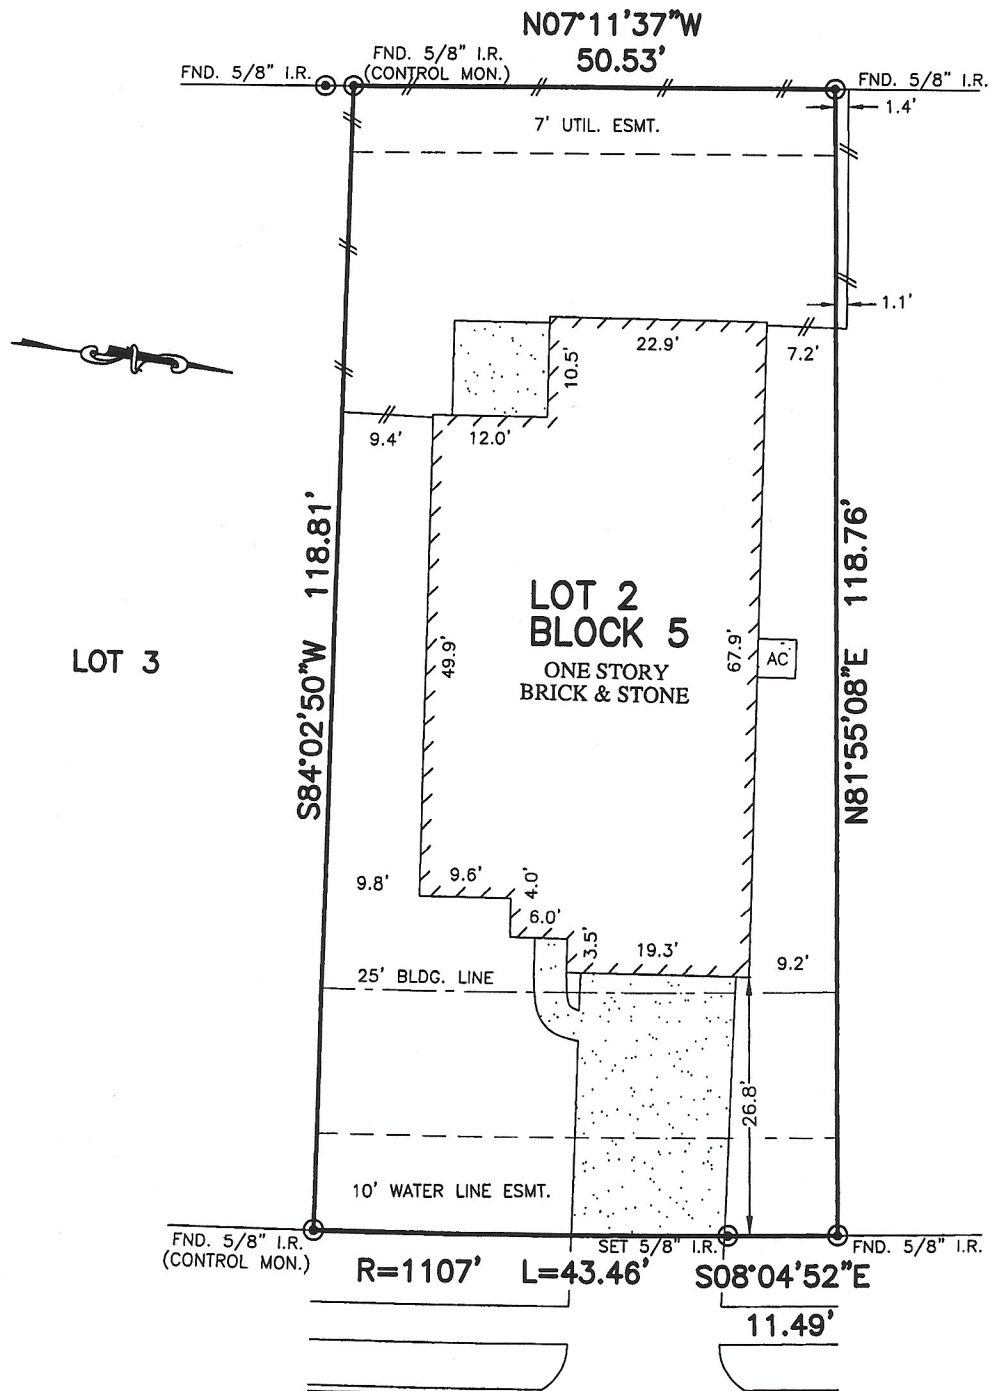 N07°11'37"W
50.53'
FND. 5/8" I.R.
(CONTROL MON.)
FND. 5/8" I.R.
FND. 5/8" I.R.
1.4'
7' UTIL. ESMT.
1.1'
22.9'
7.2'
10.5'
9.4'
12.0'
S84°02'50"W 118.81'
N81°55'08"E 118.76'
LOT 2
BLOCK 5
ONE STORY
BRICK & STONE
LOT 3
49.9'
67.9'
AC
9.8'
9.6'
4.0'
6.0'
3.5'
19.3'
9.2'
25' BLDG. LINE
26.8'
10' WATER LINE ESMT.
FND. 5/8" I.R.
(CONTROL MON.)
SET 5/8" I.R.
FND. 5/8" I.R.
R=1107' L=43.46' S08°04'52"E
11.49'